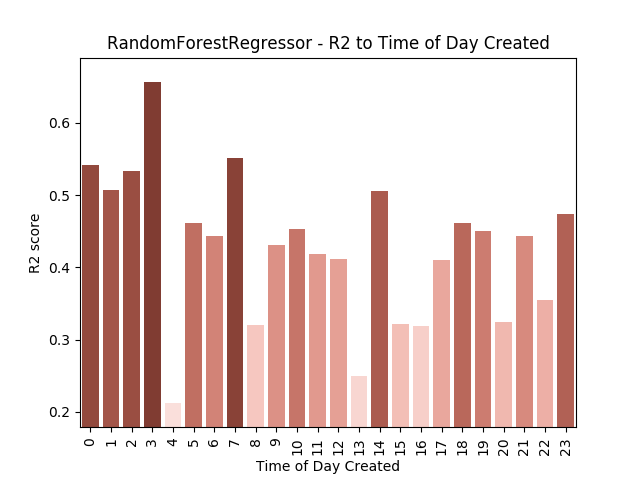 RandomForestRegressor - R2 to Time of Day Created
R2 score
0.6
0.5
0.4
0.3
0.2
0 1 2 3 4 5 6 7 8 9 10 11 12 13 14 15 16 17 18 19 20 21 22 23
Time of Day Created